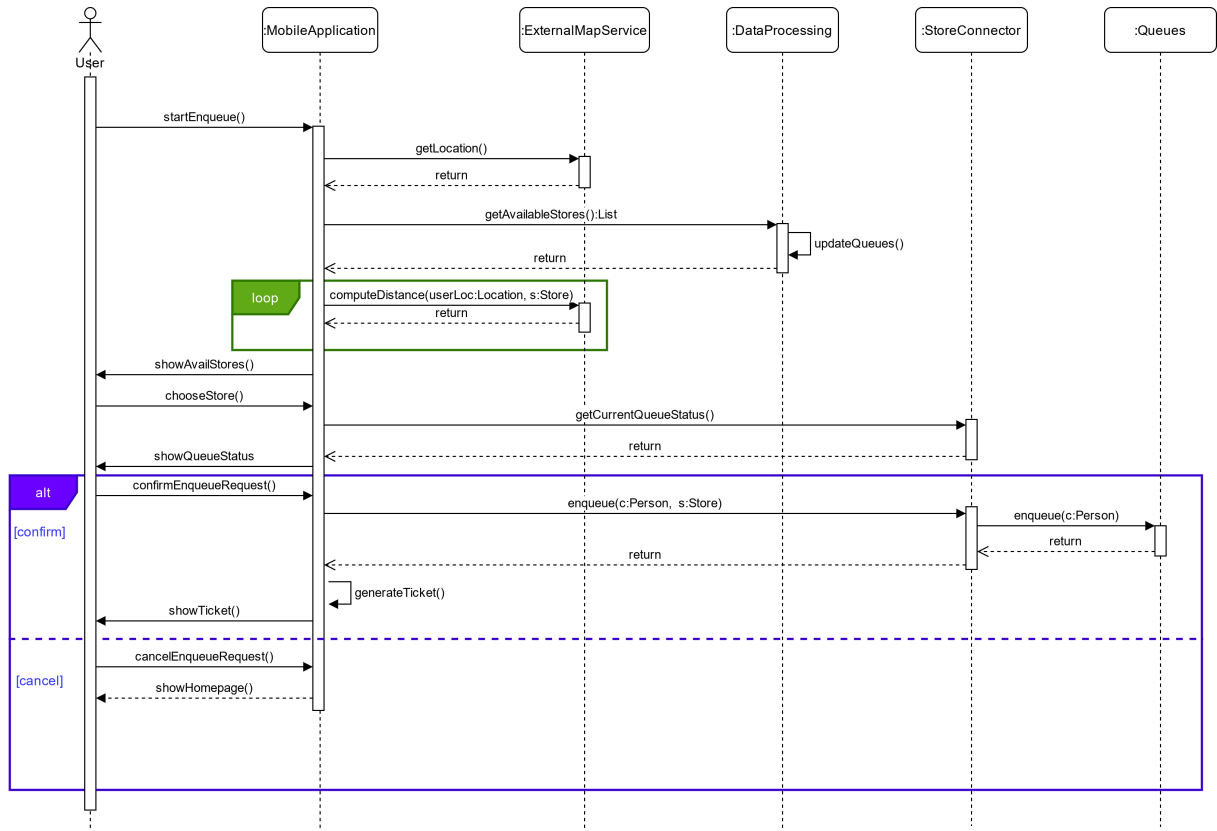 User
:MobileApplication
:ExternalMapService
:DataProcessing
:StoreConnector
:Queues
startEnqueue()
getLocation()
return
getAvailableStores():List
updateQueues()
return
loop
computeDistance(userLoc:Location, s:Store)
return
showAvailStores()
chooseStore()
getCurrentQueueStatus()
return
showQueueStatus
alt
confirmEnqueueRequest()
enqueue(c:Person, s:Store)
enqueue(c:Person)
[confirm]
return
return
generateTicket()
showTicket()
cancelEnqueueRequest()
[cancel]
showHomepage()